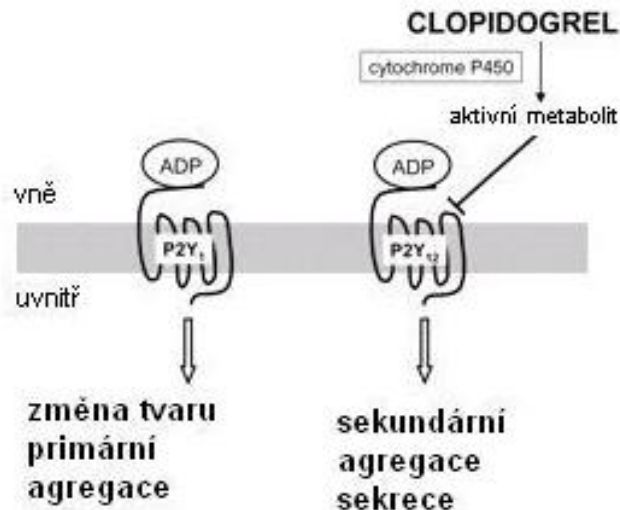 CLOPIDOGREL
cytochrome P450
aktivní metabolit
ADP
ADP
vně
P2Y₁
P2Y₁₂
uvnitř
změna tvaru
primární
agregace
sekundární
agregace
sekrece